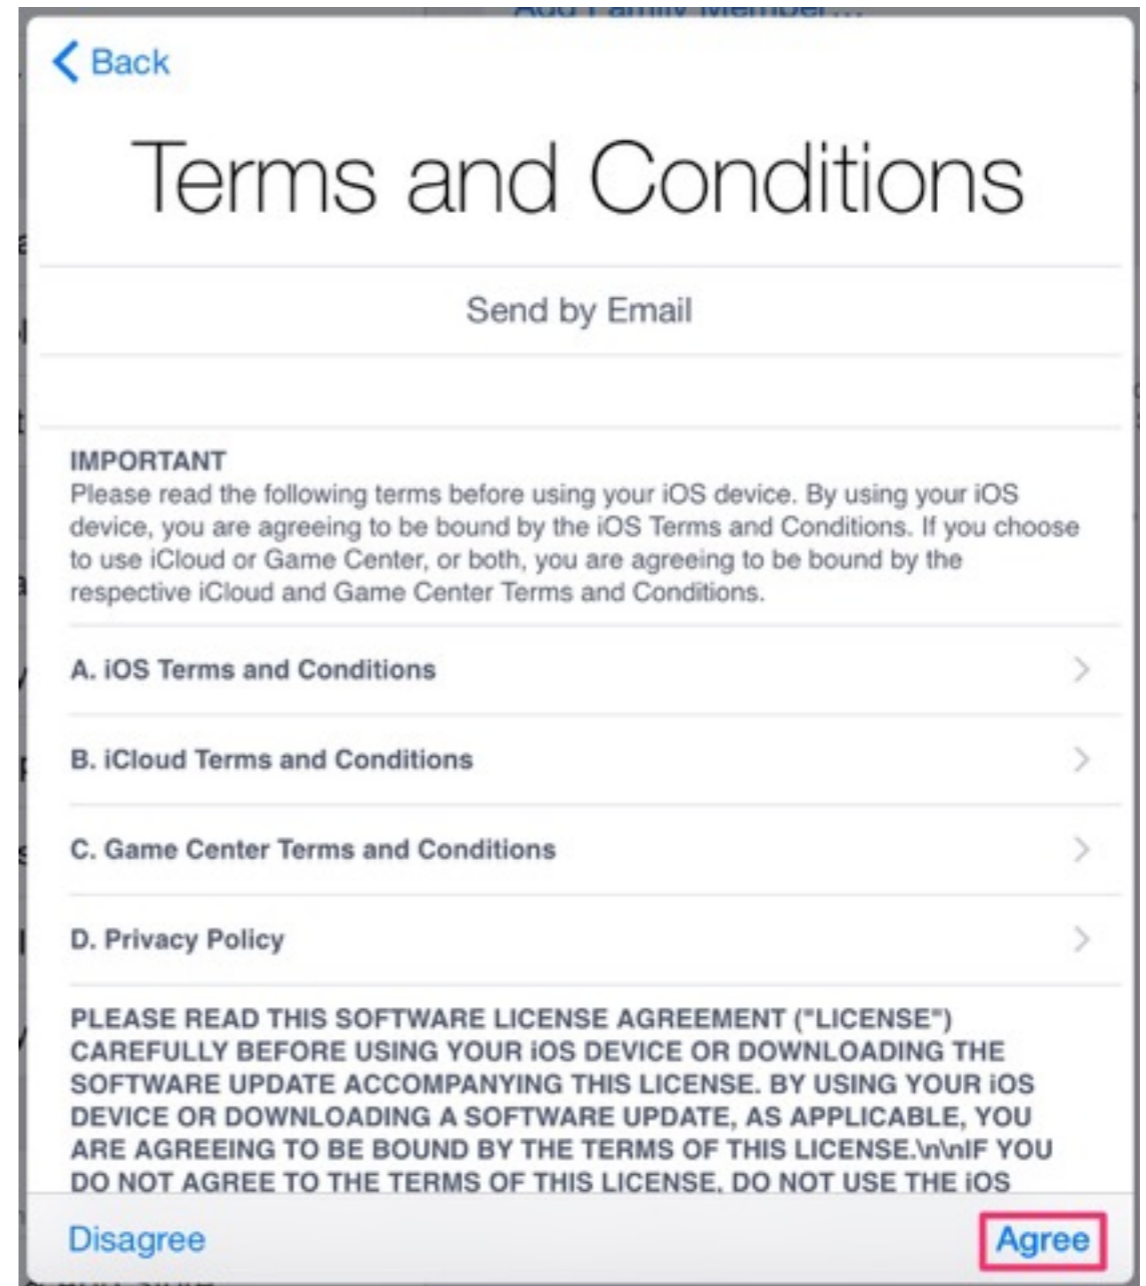 Add Family Member...
Back
Terms and Conditions
Send by Email
IMPORTANT
Please read the following terms before using your iOS
device, you are agreeing to be bound by the iOS Terms and Conditions. If you choose
to use iCloud or Game Center, or both, you are agreeing to be bound by the
respective iCloud and Game Center Terms and Conditions.
A. iOS Terms and Conditions
B. iCloud Terms and Conditions
C. Game Center Terms and Conditions
D. Privacy Policy
PLEASE READ THIS SOFTWARE LICENSE AGREEMENT ("LICENSE")
CAREFULLY BEFORE USING YOUR iOS DEVICE OR DOWNLOADING THE
SOFTWARE UPDATE ACCOMPANYING THIS LICENSE. BY USING YOUR iOS
DEVICE OR DOWNLOADING A SOFTWARE UPDATE, AS APPLICABLE, YOU
ARE AGREEING TO BE BOUND BY THE TERMS OF THIS LICENSE.\n\nIF YOU
DO NOT AGREE TO THE TERMS OF THIS LICENSE, DO NOT USE THE iOS
Disagree
Agree